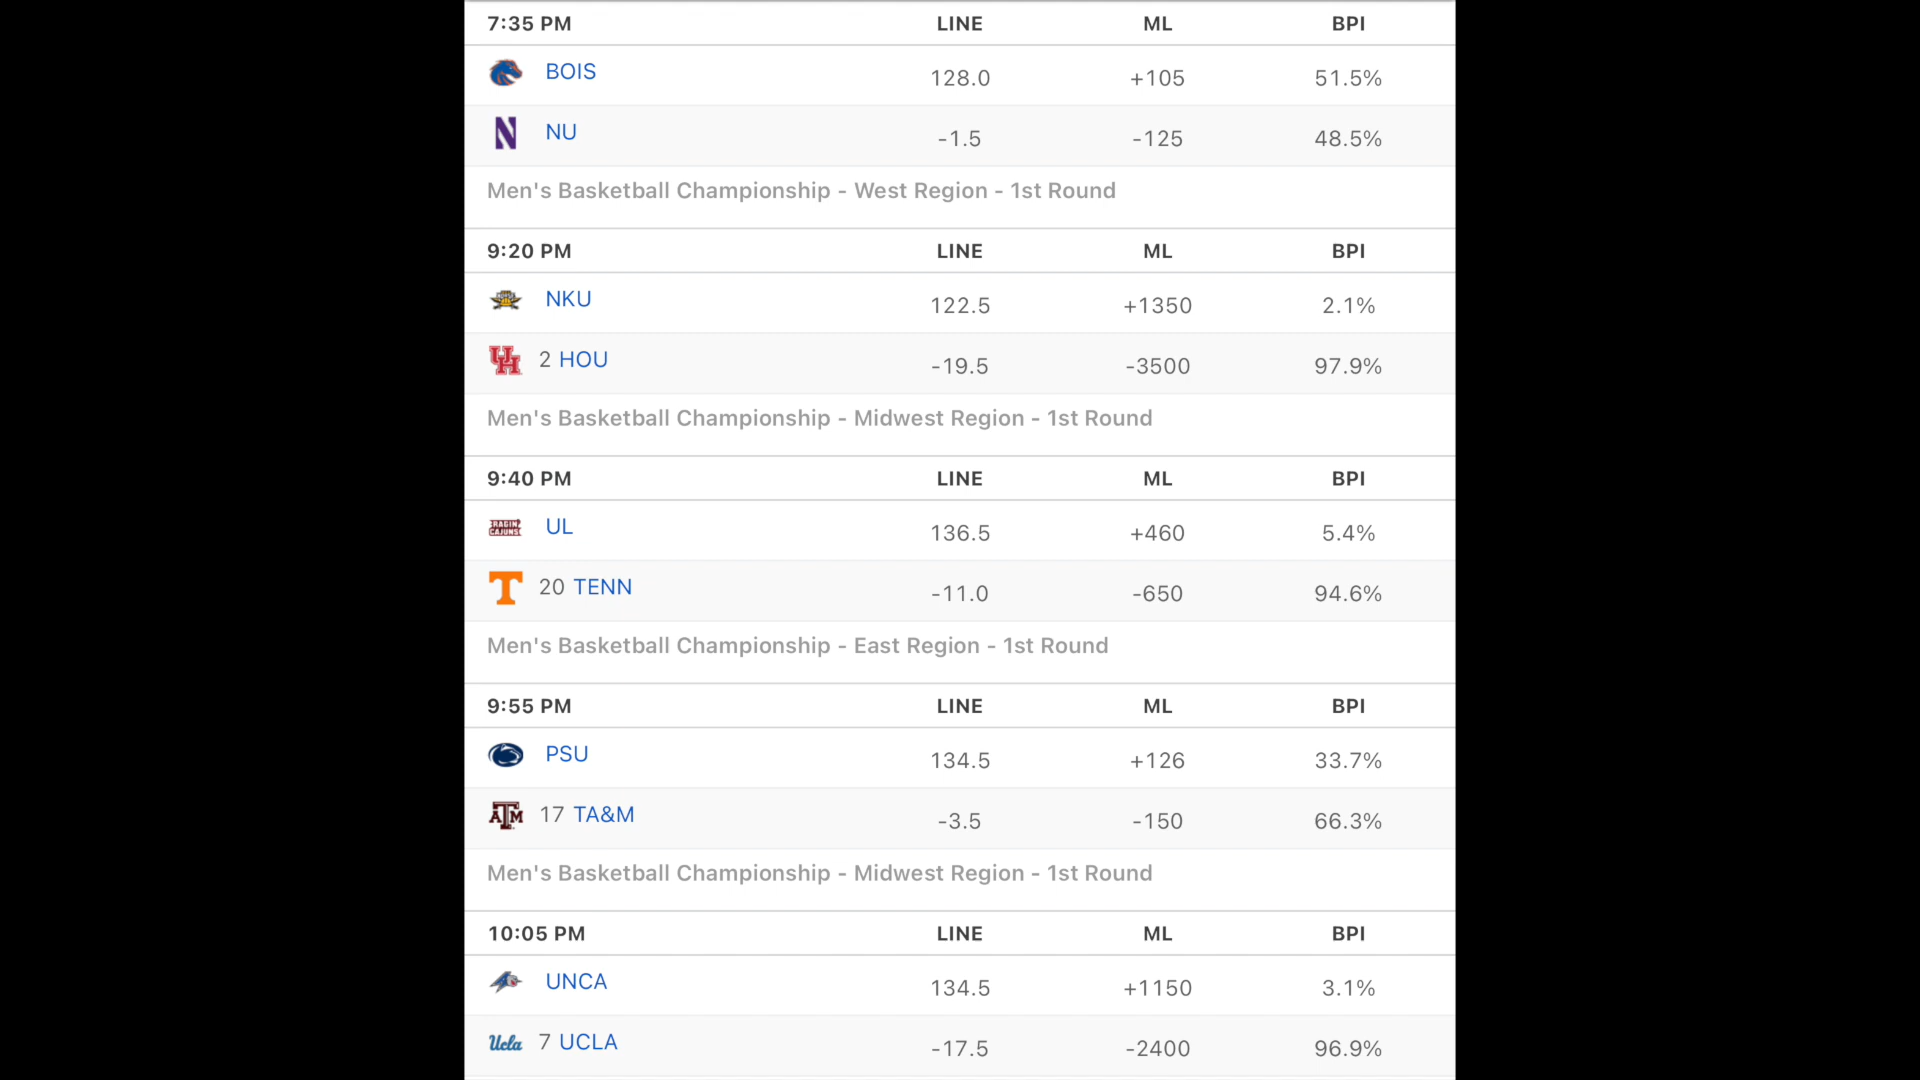 7:35 PM LINE ML BPI
BOIS 128.0 +105 51.5%
N NU -1.5 -125 48.5%
Men's Basketball Championship - West Region - 1st Round
9:20 PM LINE ML BPI
NKU 122.5 +1350 2.1%
UH 2 HOU -19.5 -3500 97.9%
Men's Basketball Championship - Midwest Region - 1st Round
9:40 PM LINE ML BPI
RAGIN' CAJUNS UL 136.5 +460 5.4%
T 20 TENN -11.0 -650 94.6%
Men's Basketball Championship - East Region - 1st Round
9:55 PM LINE ML BPI
PSU 134.5 +126 33.7%
ATM 17 TA&M -3.5 -150 66.3%
Men's Basketball Championship - Midwest Region - 1st Round
10:05 PM LINE ML BPI
UNCA 134.5 +1150 3.1%
Ucla 7 UCLA -17.5 -2400 96.9%